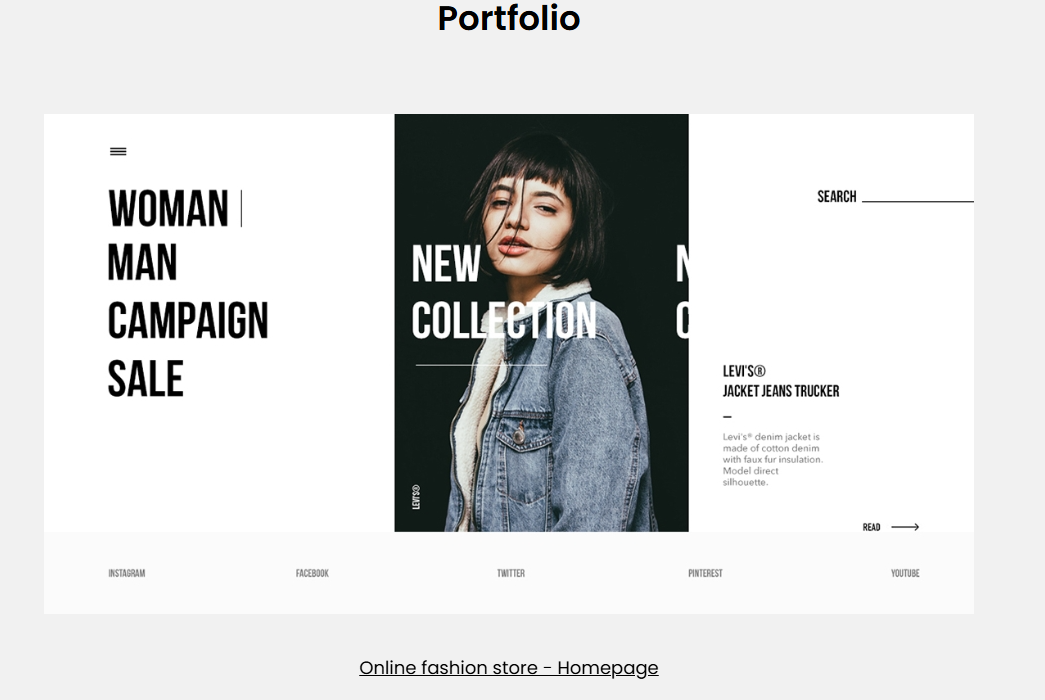 Portfolio
WOMAN |
MAN
CAMPAIGN
SALE
NEW
COLLECTION
LEVI'S®
N
C
SEARCH
LEVI'S®
JACKET JEANS TRUCKER
–
Levi's® denim jacket is
made of cotton denim
with faux fur insulation.
Model direct
silhouette.
READ
INSTAGRAM
FACEBOOK
TWITTER
PINTEREST
YOUTUBE
Online fashion store - Homepage